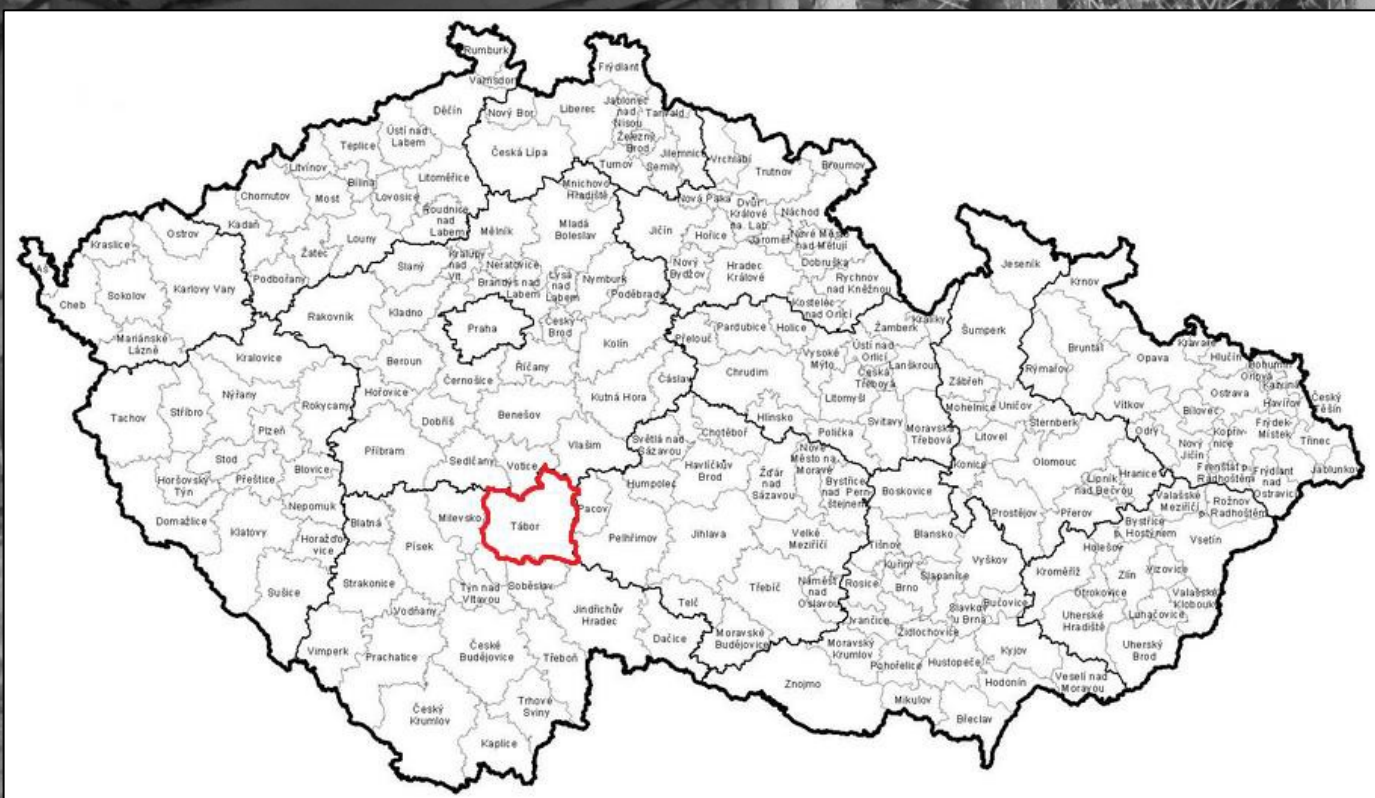 Rumburk
Varnsdorf
Děčín
Nový Bor
Liberec
Frýdlant
Jablonec
nad
Nisou
Tanvald
Železný
Brod
Jilemnice
Semily
Turnov
Ústí nad
Labem
Teplice
Česká Lípa
Litvínov
Bílina
Most
Litoměřice
Lovosice
Roudnice
nad
Labem
Chomutov
Kadaň
Louny
Žatec
Podbořany
Mnichovo
Hradiště
Mladá
Boleslav
Mělník
Vrchlabí
Trutnov
Broumov
Nová Paka
Dvůr
Králové
na. Lab.
Náchod
Jičín
Hořice
Jaroměř
Nové Město
nad Metují
Nový
Bydžov
Hradec
Králové
Dobruška
Rychnov
nad Kněžnou
Kostelec
nad Orlicí
Kraslice
Ostrov
Aš
Cheb
Sokolov
Karlovy Vary
Mariánské
Lázně
Slaný
Kralupy
nad
Vlt.
Neratovice
Brandýs nad
Labem
Lysá
nad
Labem
Nymburk
Poděbrady
Rakovník
Kladno
Praha
Český
Brod
Kolín
Beroun
Říčany
Černošice
Hořovice
Kutná Hora
Čáslav
Dobříš
Benešov
Příbram
Sedlčany
Votice
Vlašim
Kralovice
Nýřany
Rokycany
Tachov
Stříbro
Plzeň
Stod
Blovice
Horšovský
Týn
Přeštice
Nepomuk
Domažlice
Klatovy
Horažďo
vice
Sušice
Pardubice
Holice
Přelouč
Žamberk
Králíky
Chrudim
Vysoké
Mýto
Ústí nad
Orlicí
Česká
Třebová
Lanškroun
Litomyšl
Hlinsko
Polička
Svitavy
Moravská
Třebová
Jeseník
Šumperk
Zábřeh
Mohelnice
Uničov
Šternberk
Litovel
Konice
Olomouc
Lipník
nad Bečvou
Hranice
Prostějov
Přerov
Krnov
Bruntál
Rýmařov
Opava
Kravaře
Hlučín
Bohumín
Orlová
Karviná
Havířov
Český
Těšín
Ostrava
Vítkov
Bílovec
Odry
Nový
Jičín
Kopřiv-
nice
Frýdek-
Místek
Třinec
Frenštát p.
Radhoštěm
Frýdlant
nad
Ostravicí
Jablunkov
Světlá nad
Sázavou
Chotěboř
Havlíčkův
Brod
Humpolec
Žďár
nad
Sázavou
Nové
Město na
Moravě
Bystřice
nad Pern
štejnem
Pacov
Pelhřimov
Jihlava
Velké
Meziříčí
Třebíč
Náměšť
nad
Oslavou
Telč
Moravské
Budějovice
Blatná
Milevsko
Tábor
Písek
Strakonice
Týn nad
Vltavou
Soběslav
Vodňany
Jindřichův
Hradec
Dačice
Vimperk
Prachatice
České
Budějovice
Třeboň
Český
Krumlov
Trhové
Sviny
Kaplice
Boskovice
Blansko
Tišnov
Kuřim
Vyškov
Rosice
Brno
Šlapanice
Slavkov
u Brna
Bučovice
Ivančice
Židlochovice
Moravský
Krumlov
Pohořelice
Hustopeče
Kyjov
Znojmo
Hodonín
Veselí nad
Moravou
Mikulov
Břeclav
Valašské
Meziříčí
Rožnov
p. Radhoštěm
Bystřice
p. Hostýnem
Vsetín
Holešov
Kroměříž
Zlín
Vizovice
Otrokovice
Valašské
Klobouky
Luhačovice
Uherské
Hradiště
Uherský
Brod